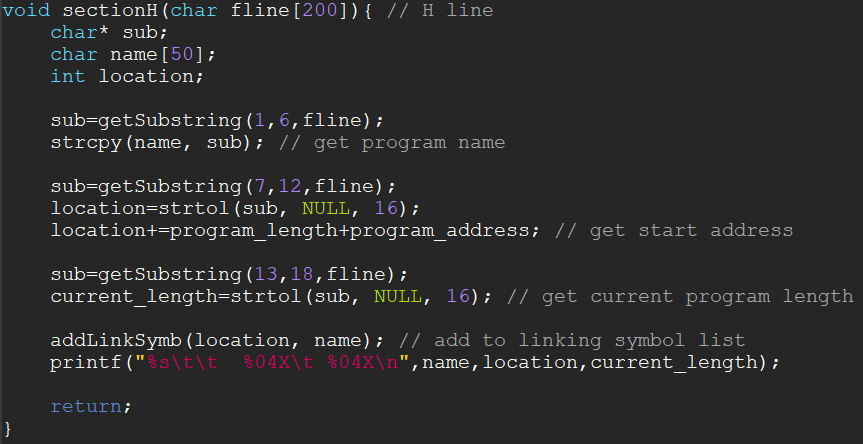 void sectionH(char fline[200]){ // H line
    char* sub;
    char name[50];
    int location;

    sub=getSubstring(1,6,fline);
    strcpy(name, sub); // get program name

    sub=getSubstring(7,12,fline);
    location=strtol(sub, NULL, 16);
    location+=program_length+program_address; // get start address

    sub=getSubstring(13,18,fline);
    current_length=strtol(sub, NULL, 16); // get current program length

    addLinkSymb(location, name); // add to linking symbol list
    printf("%s\t\t  %04X\t %04X\n",name,location,current_length);

    return;
}